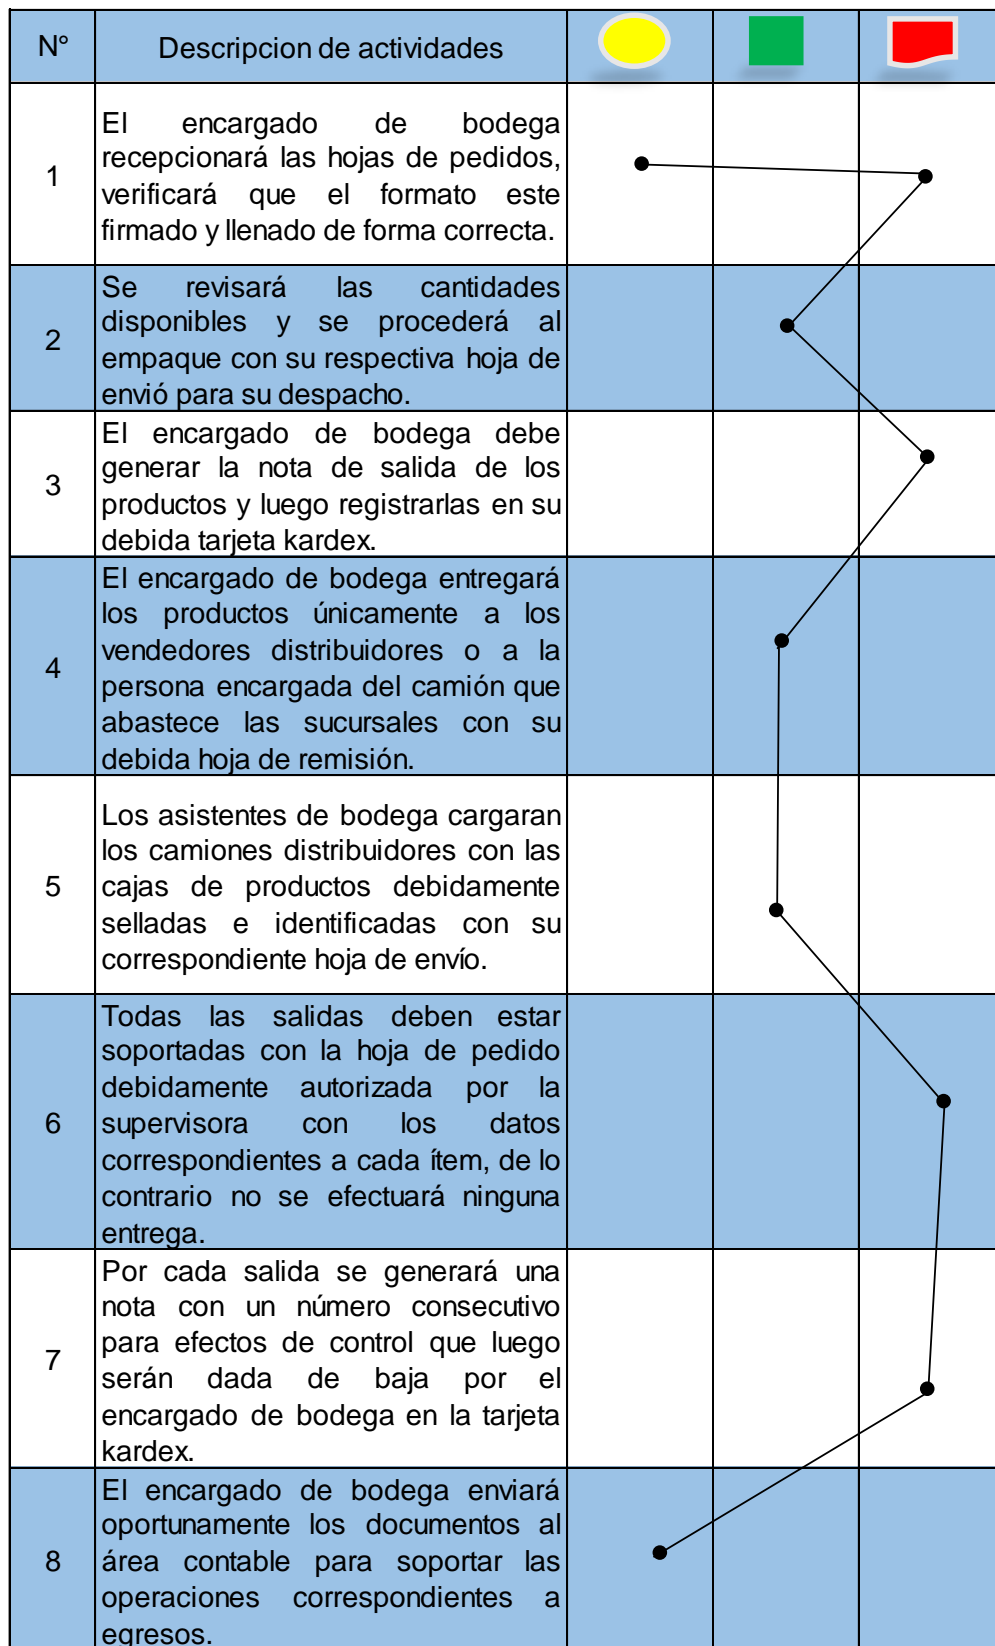 N° Descripcion de actividades
1
El encargado de bodega
recepcionará las hojas de pedidos,
verificará que el formato este
firmado y llenado de forma correcta.
2
Se revisará las cantidades
disponibles y se procederá al
empaque con su respectiva hoja de
envió para su despacho.
3
El encargado de bodega debe
generar la nota de salida de los
productos y luego registrarlas en su
debida tarjeta kardex.
4
El encargado de bodega entregará
los productos únicamente a los
vendedores distribuidores o a la
persona encargada del camión que
abastece las sucursales con su
debida hoja de remisión.
5
Los asistentes de bodega cargaran
los camiones distribuidores con las
cajas de productos debidamente
selladas e identificadas con su
correspondiente hoja de envío.
6
Todas las salidas deben estar
soportadas con la hoja de pedido
debidamente autorizada por la
supervisora con los datos
correspondientes a cada ítem, de lo
contrario no se efectuará ninguna
entrega.
7
Por cada salida se generará una
nota con un número consecutivo
para efectos de control que luego
serán dada de baja por el
encargado de bodega en la tarjeta
kardex.
8
El encargado de bodega enviará
oportunamente los documentos al
área contable para soportar las
operaciones correspondientes a
egresos.